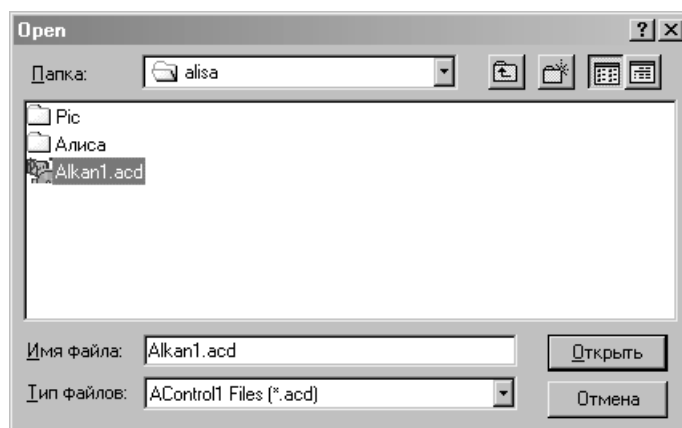 Open
Папка: alisa
Pic
Алиса
Alkan1.acd
Имя файла: Alkan1.acd Открыть
Тип файлов: AControl1 Files (*.acd) Отмена